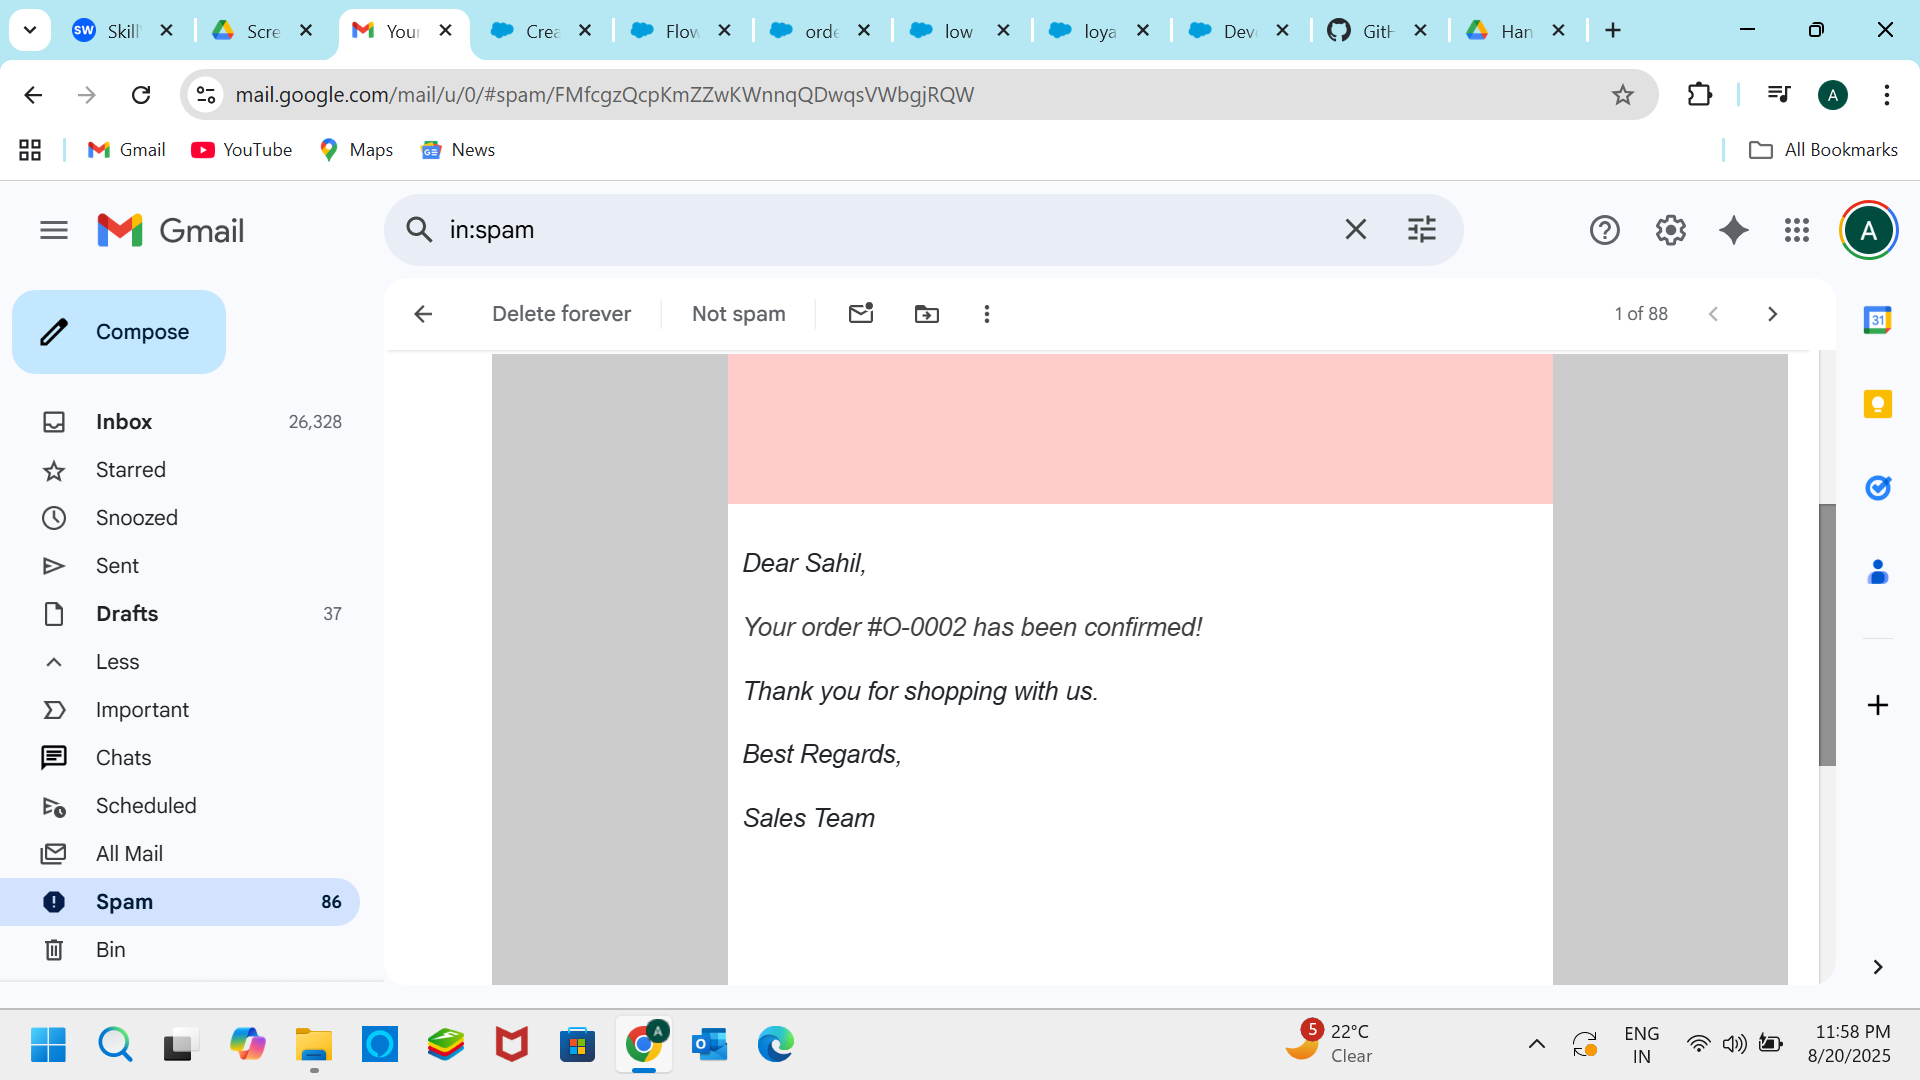 SW Skill
Scre
Your
Crea
Flow
orde
low
loya
Deve
GitH
Han
mail.google.com/mail/u/0/#spam/FMfcgzQcpKmZZwKWnnqQDwqsVWbgjRQW
A
Gmail
YouTube
Maps
News
All Bookmarks
Gmail
in:spam
A
Compose
Delete forever
Not spam
1 of 88
31
Inbox 26,328
Starred
Snoozed
Sent
Drafts 37
Less
Important
Chats
Scheduled
All Mail
Spam 86
Bin
Dear Sahil,
Your order #O-0002 has been confirmed!
Thank you for shopping with us.
Best Regards,
Sales Team
A
5
22°C
Clear
ENG
IN
11:58 PM
8/20/2025